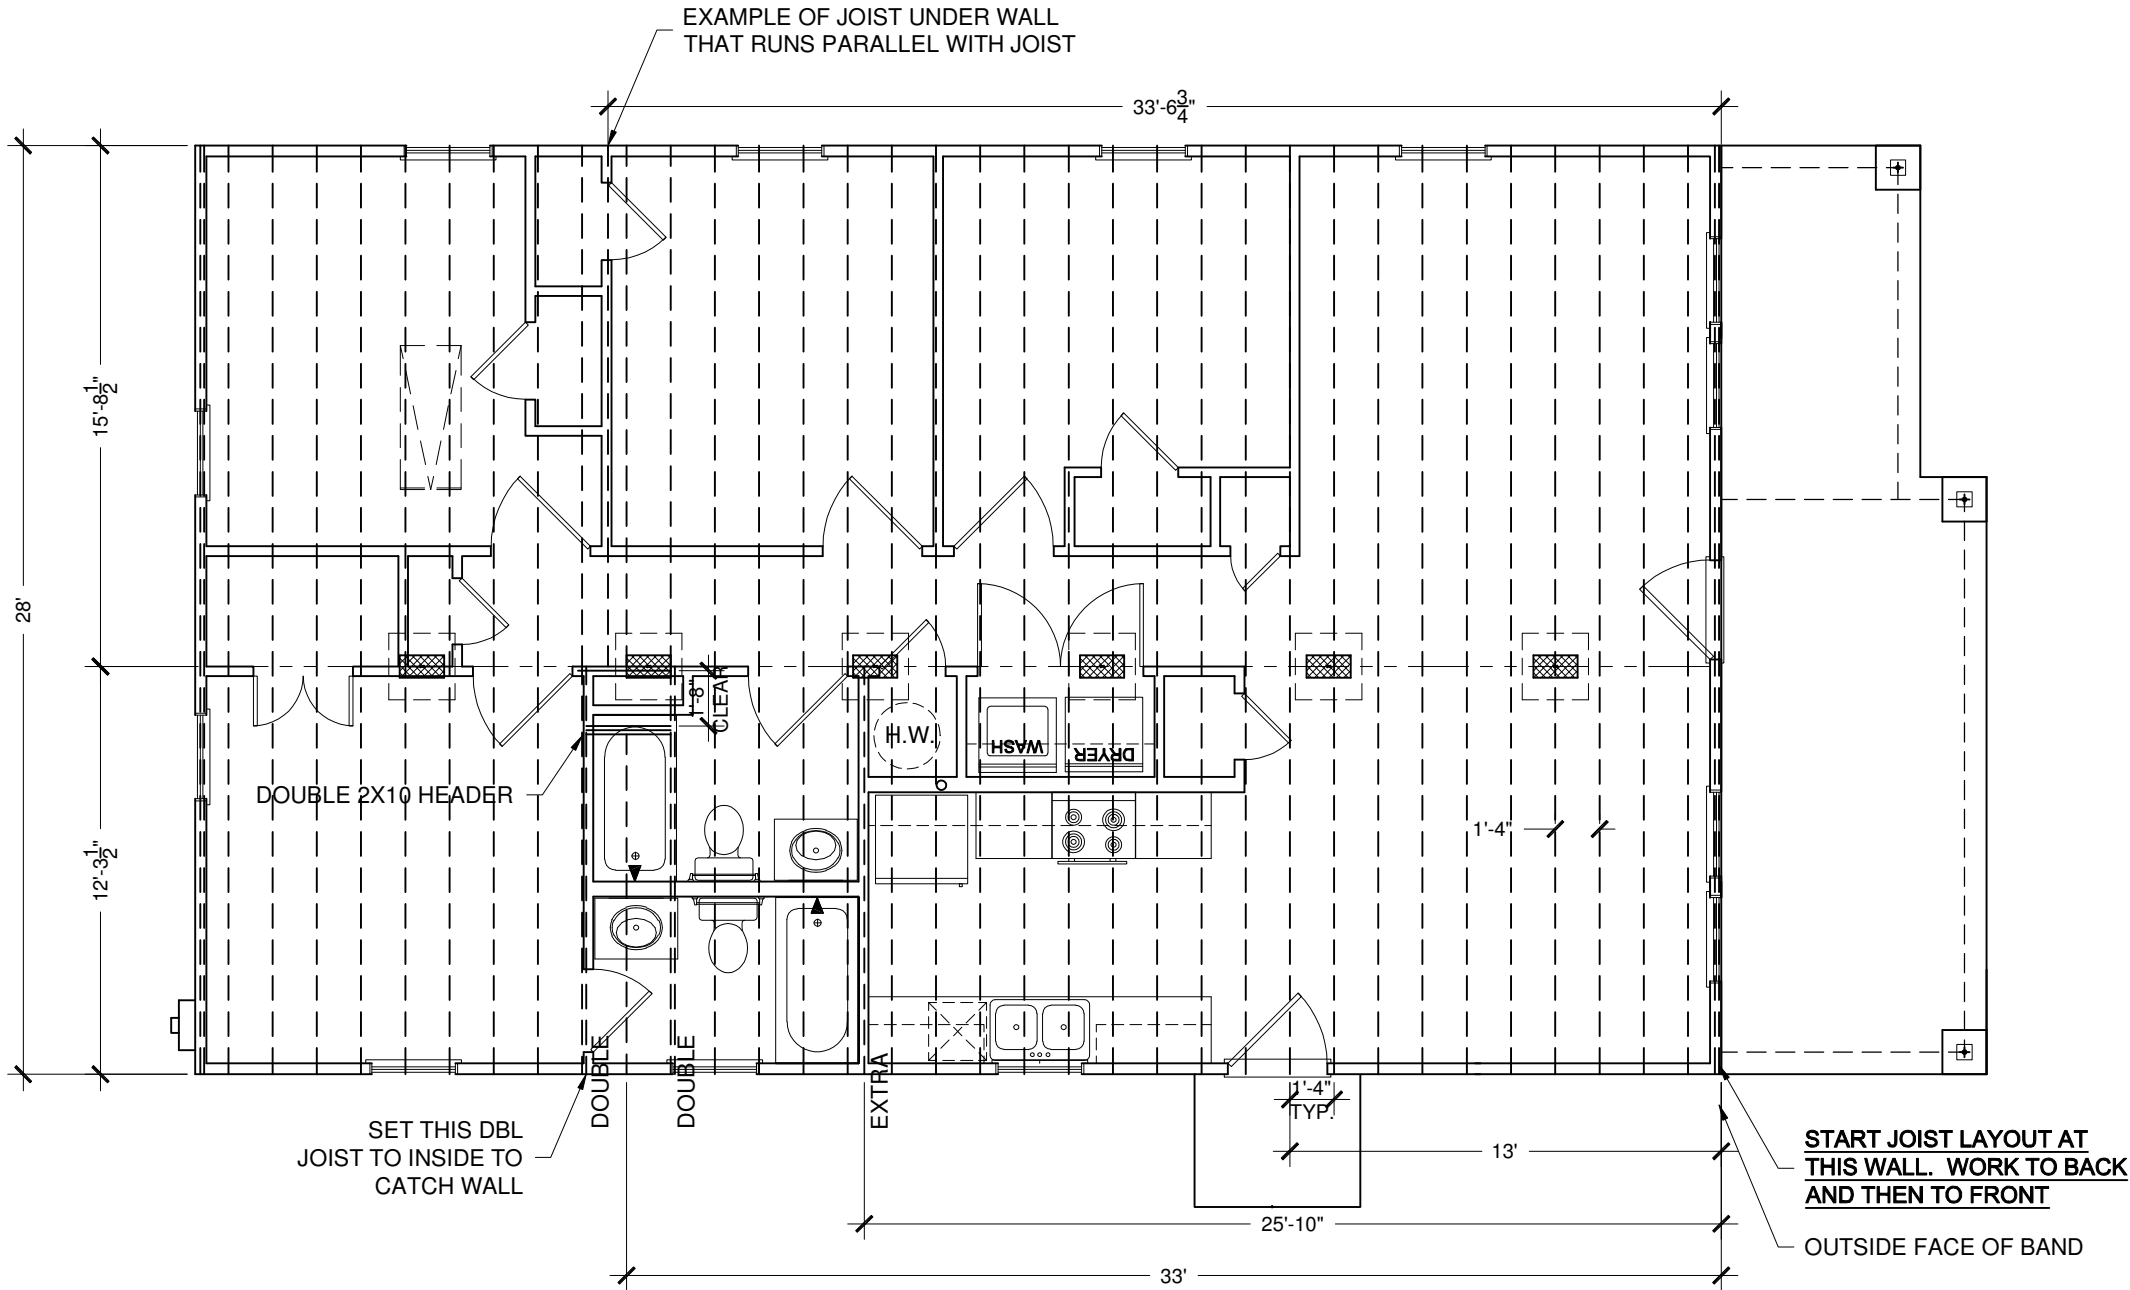 EXAMPLE OF JOIST UNDER WALL
THAT RUNS PARALLEL WITH JOIST
33'-6 3/4"
15'-8 1/2"
28'
12'-3 1/2"
1'-8"
CLEAR
H.W.
WASH
DRYER
DOUBLE 2X10 HEADER
1'-4"
DOUBLE
DOUBLE
EXTRA
1'-4"
TYP.
SET THIS DBL
JOIST TO INSIDE TO
CATCH WALL
13'
START JOIST LAYOUT AT
THIS WALL. WORK TO BACK
AND THEN TO FRONT
25'-10"
OUTSIDE FACE OF BAND
33'